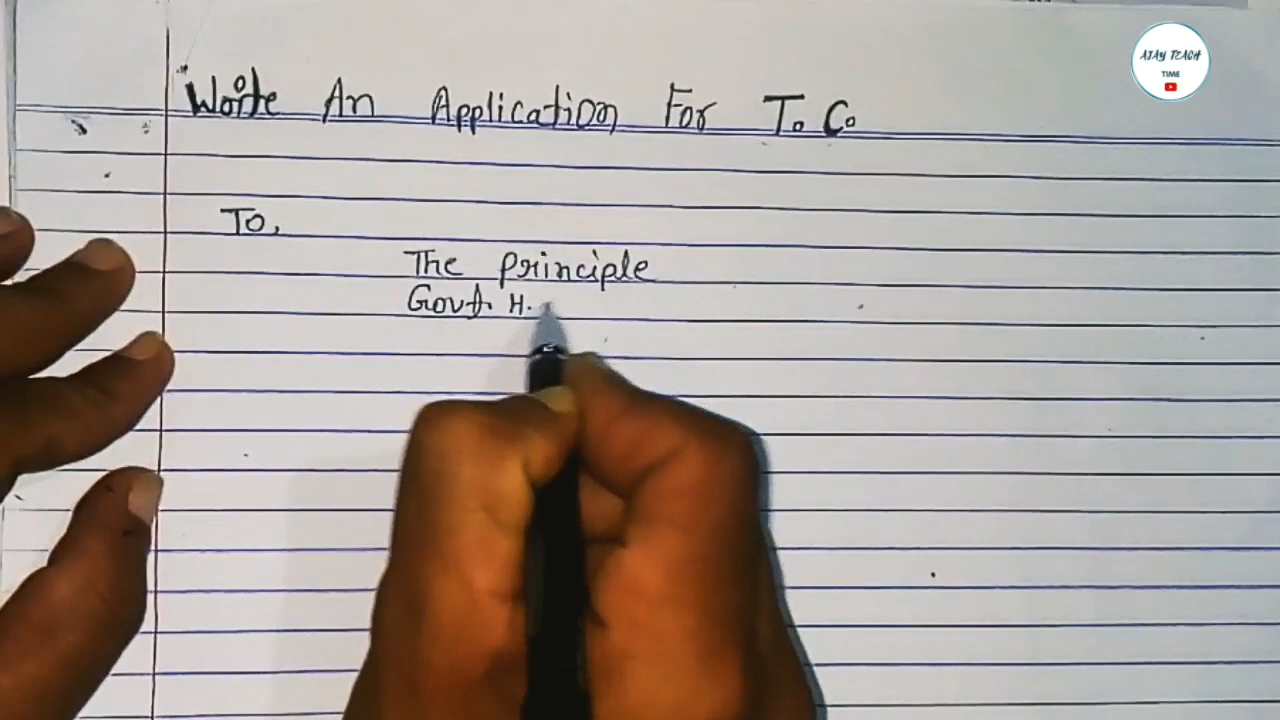 Write An Application For T. C.
To,
The Principle
Govt. H.
AJAY TEACH
TIME